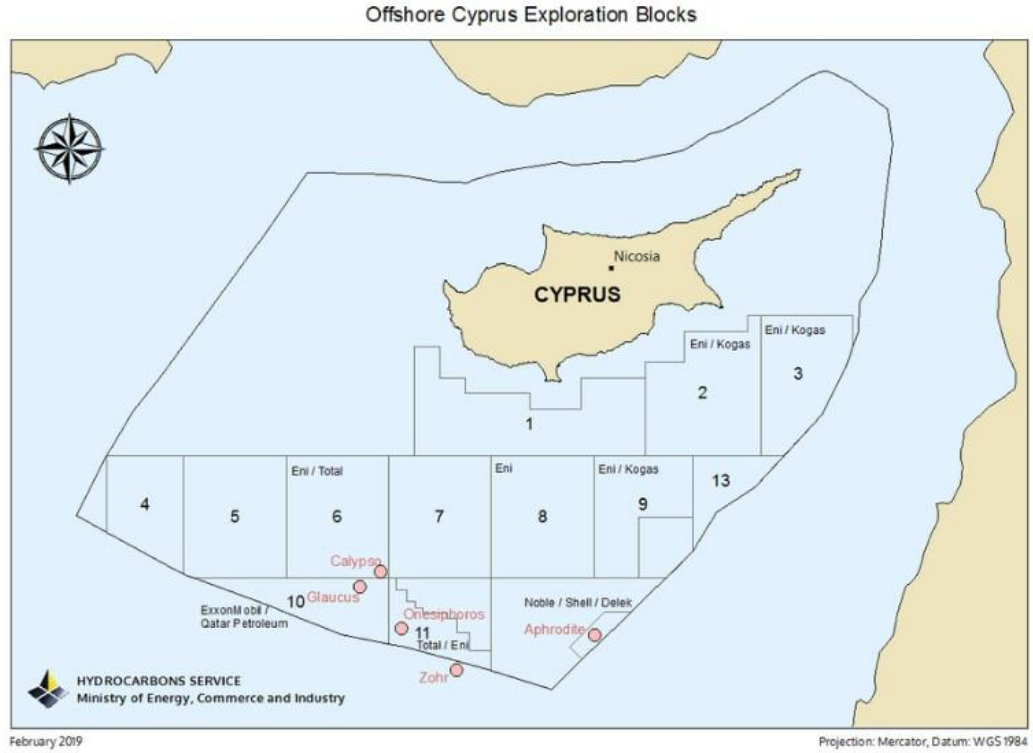 Offshore Cyprus Exploration Blocks
Nicosia
CYPRUS
Eni / Kogas
Eni / Kogas
3
2
1
Eni / Total
Eni
Eni / Kogas
13
4
5
6
7
8
9
Calypso
Glaucus
10
ExxonMobil /
Qatar Petroleum
Onesiphoros
11
Total / Eni
Noble / Shell / Delek
Aphrodite
Zohr
HYDROCARBONS SERVICE
Ministry of Energy, Commerce and Industry
February 2019
Projection: Mercator, Datum: WGS 1984